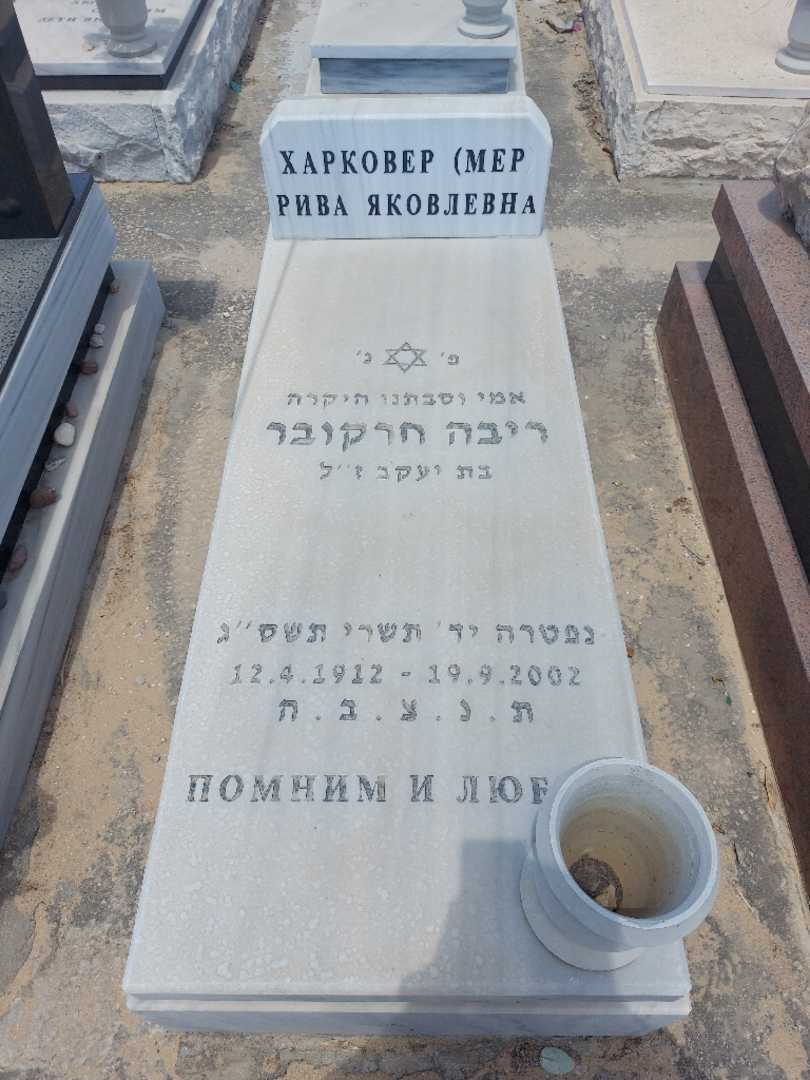 ХАРКОВЕР (МЕР
РИВА ЯКОВЛЕВНА
פ' נ'
אמי וסבתנו היקרה
ריבה חרקובר
בת יעקב ז''ל
נפטרה יד' תשרי תשס''ג
12.4.1912 - 19.9.2002
ת.נ.צ.ב.ה
ПОМНИМ И